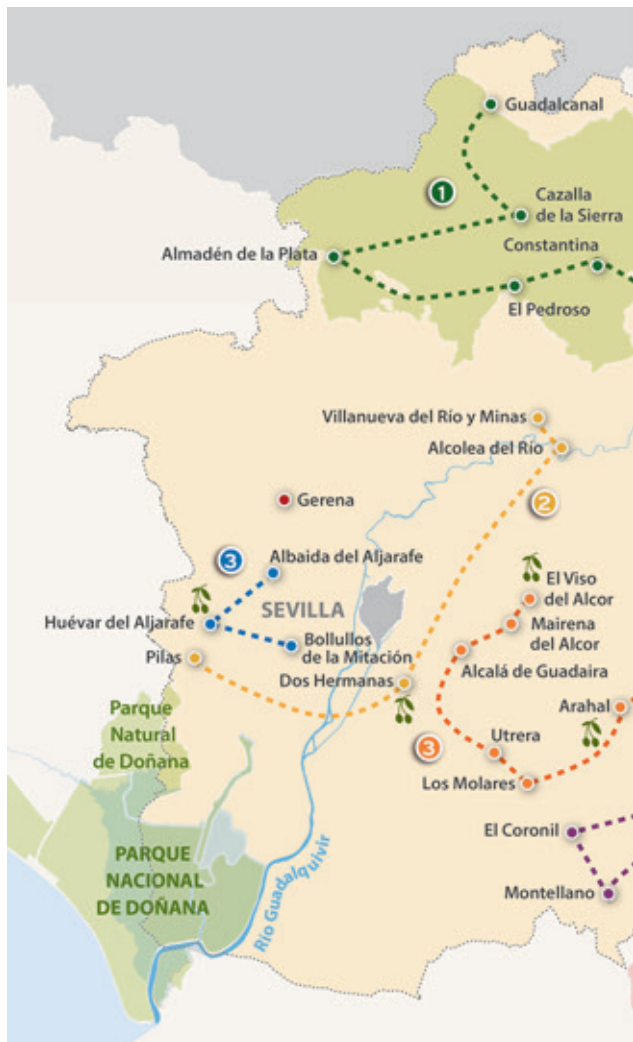 Guadalcanal
1
Cazalla
de la Sierra
Almadén de la Plata
Constantina
El Pedroso
Villanueva del Río y Minas
Alcolea del Río
2
Gerena
3
Albaida del Aljarafe
El Viso
del Alcor
SEVILLA
Huévar del Aljarafe
Mairena
del Alcor
Bollullos
de la Mitación
Pilas
Alcalá de Guadaira
Dos Hermanas
Parque
Natural
de Doñana
Arahal
3
Utrera
Los Molares
El Coronil
PARQUE
NACIONAL
DE DOÑANA
Río Guadalquivir
Montellano